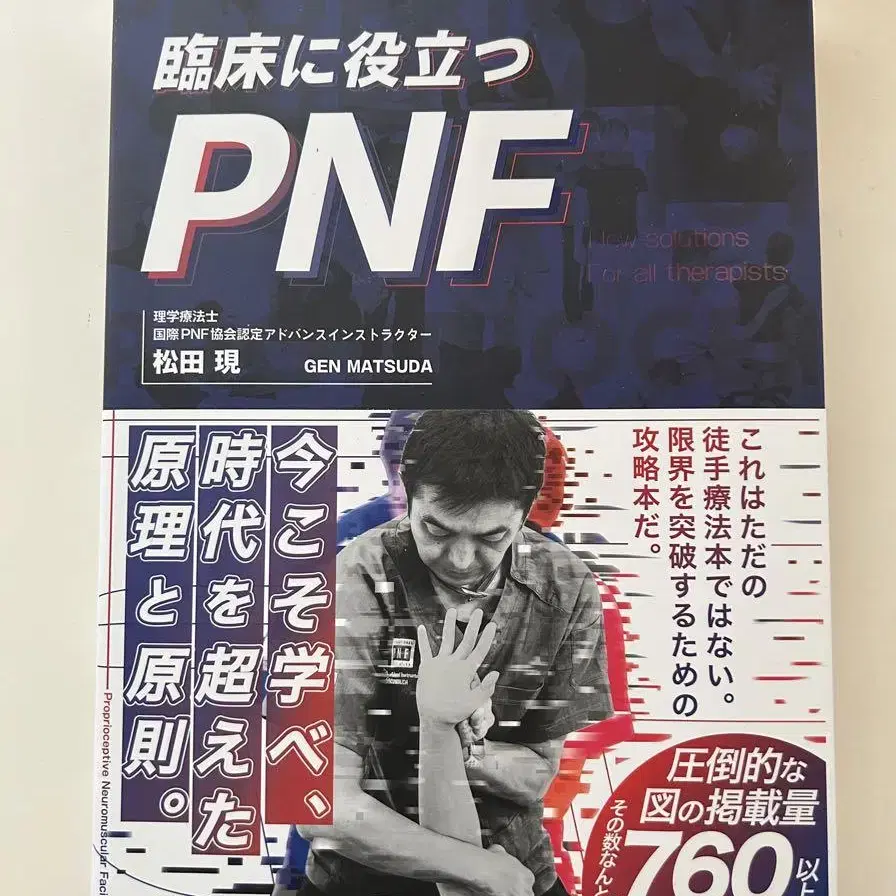 臨床に役立つ
PNF
New solutions
For all therapists
理学療法士
国際PNF協会認定アドバンスインストラクター
松田 現 GEN MATSUDA
これはただの
徒手療法本ではない。
限界を突破するための
攻略本だ。
今こそ学べ、
時代を超えた
原理と原則。
Proprioceptive Neuromuscular
PNF
圧倒的な
図の掲載量
その数なんと
760以上